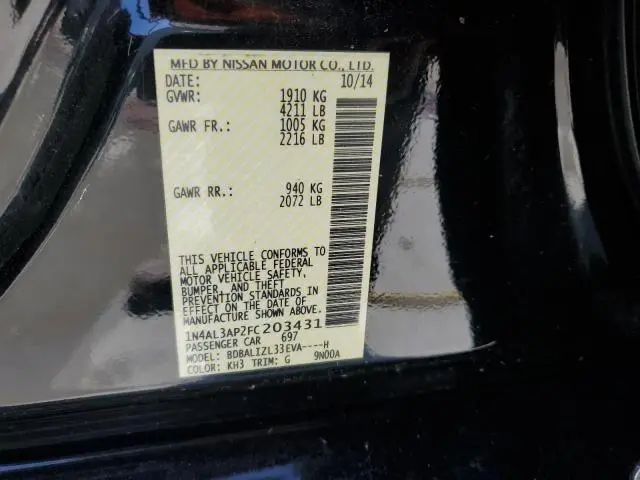 MFD BY NISSAN MOTOR CO., LTD.
DATE: 10/14
GVWR: 1910 KG
4211 LB
GAWR FR.: 1005 KG
2216 LB
GAWR RR.: 940 KG
2072 LB
THIS VEHICLE CONFORMS TO
ALL APPLICABLE FEDERAL
MOTOR VEHICLE SAFETY,
BUMPER, AND THEFT
PREVENTION STANDARDS IN
EFFECT ON THE DATE OF
MANUFACTURE SHOWN ABOVE.
1N4AL3AP2FC203431
PASSENGER CAR 697
MODEL: BDBALIZL33EVA----H
COLOR: KH3 TRIM: G 9N00A